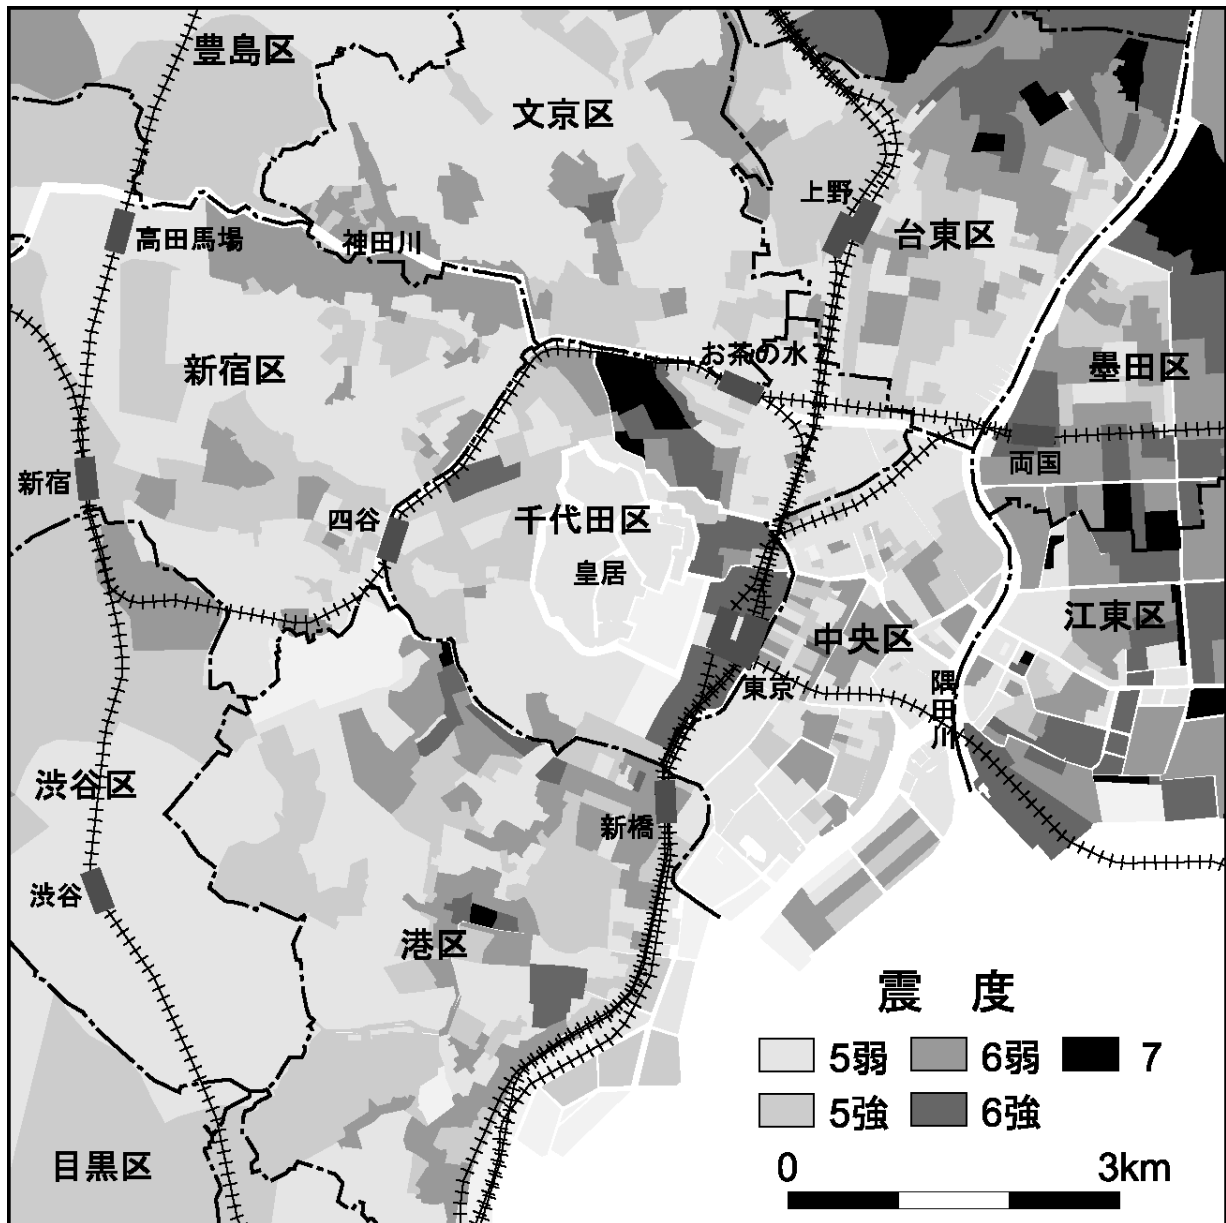 豊島区
文京区
上野
台東区
高田馬場
神田川
お茶の水
新宿区
墨田区
両国
新宿
四谷
千代田区
皇居
江東区
中央区
東京
隅田川
渋谷区
新橋
渋谷
港区
震 度
5弱 6弱 7
5強 6強
目黒区
0 3km